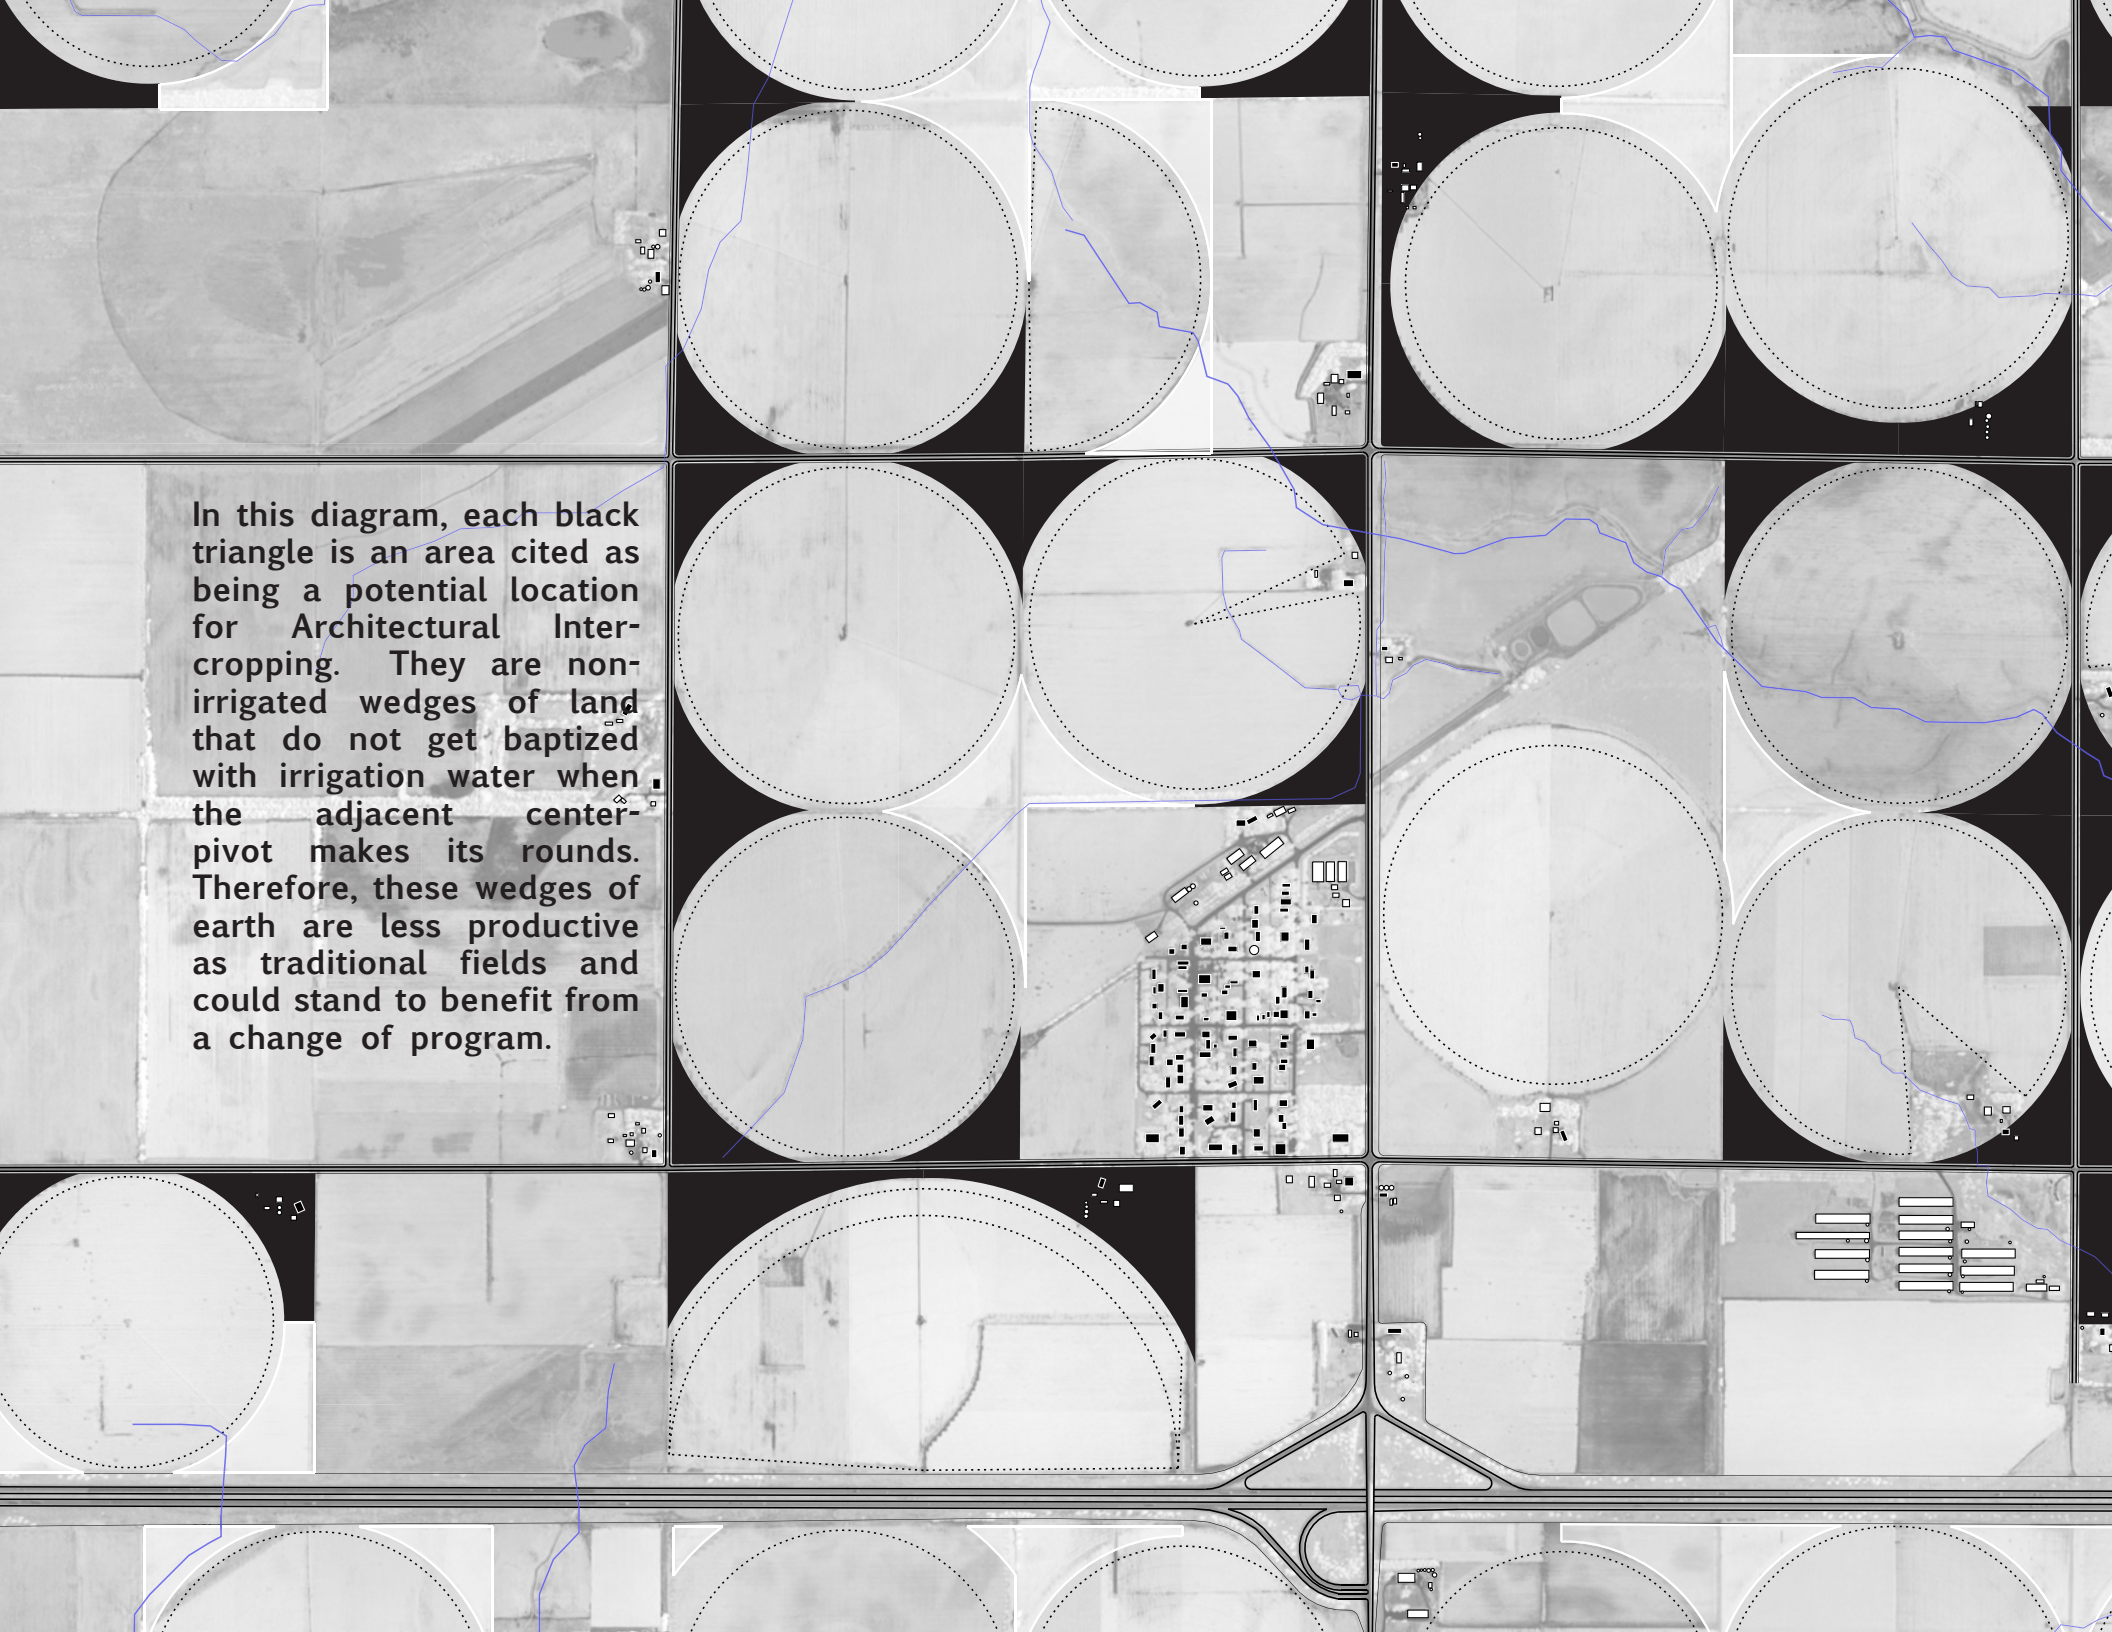 In this diagram, each black
triangle is an area cited as
being a potential location
for Architectural Inter-
cropping. They are non-
irrigated wedges of land
that do not get baptized
with irrigation water when
the adjacent center-
pivot makes its rounds.
Therefore, these wedges of
earth are less productive
as traditional fields and
could stand to benefit from
a change of program.